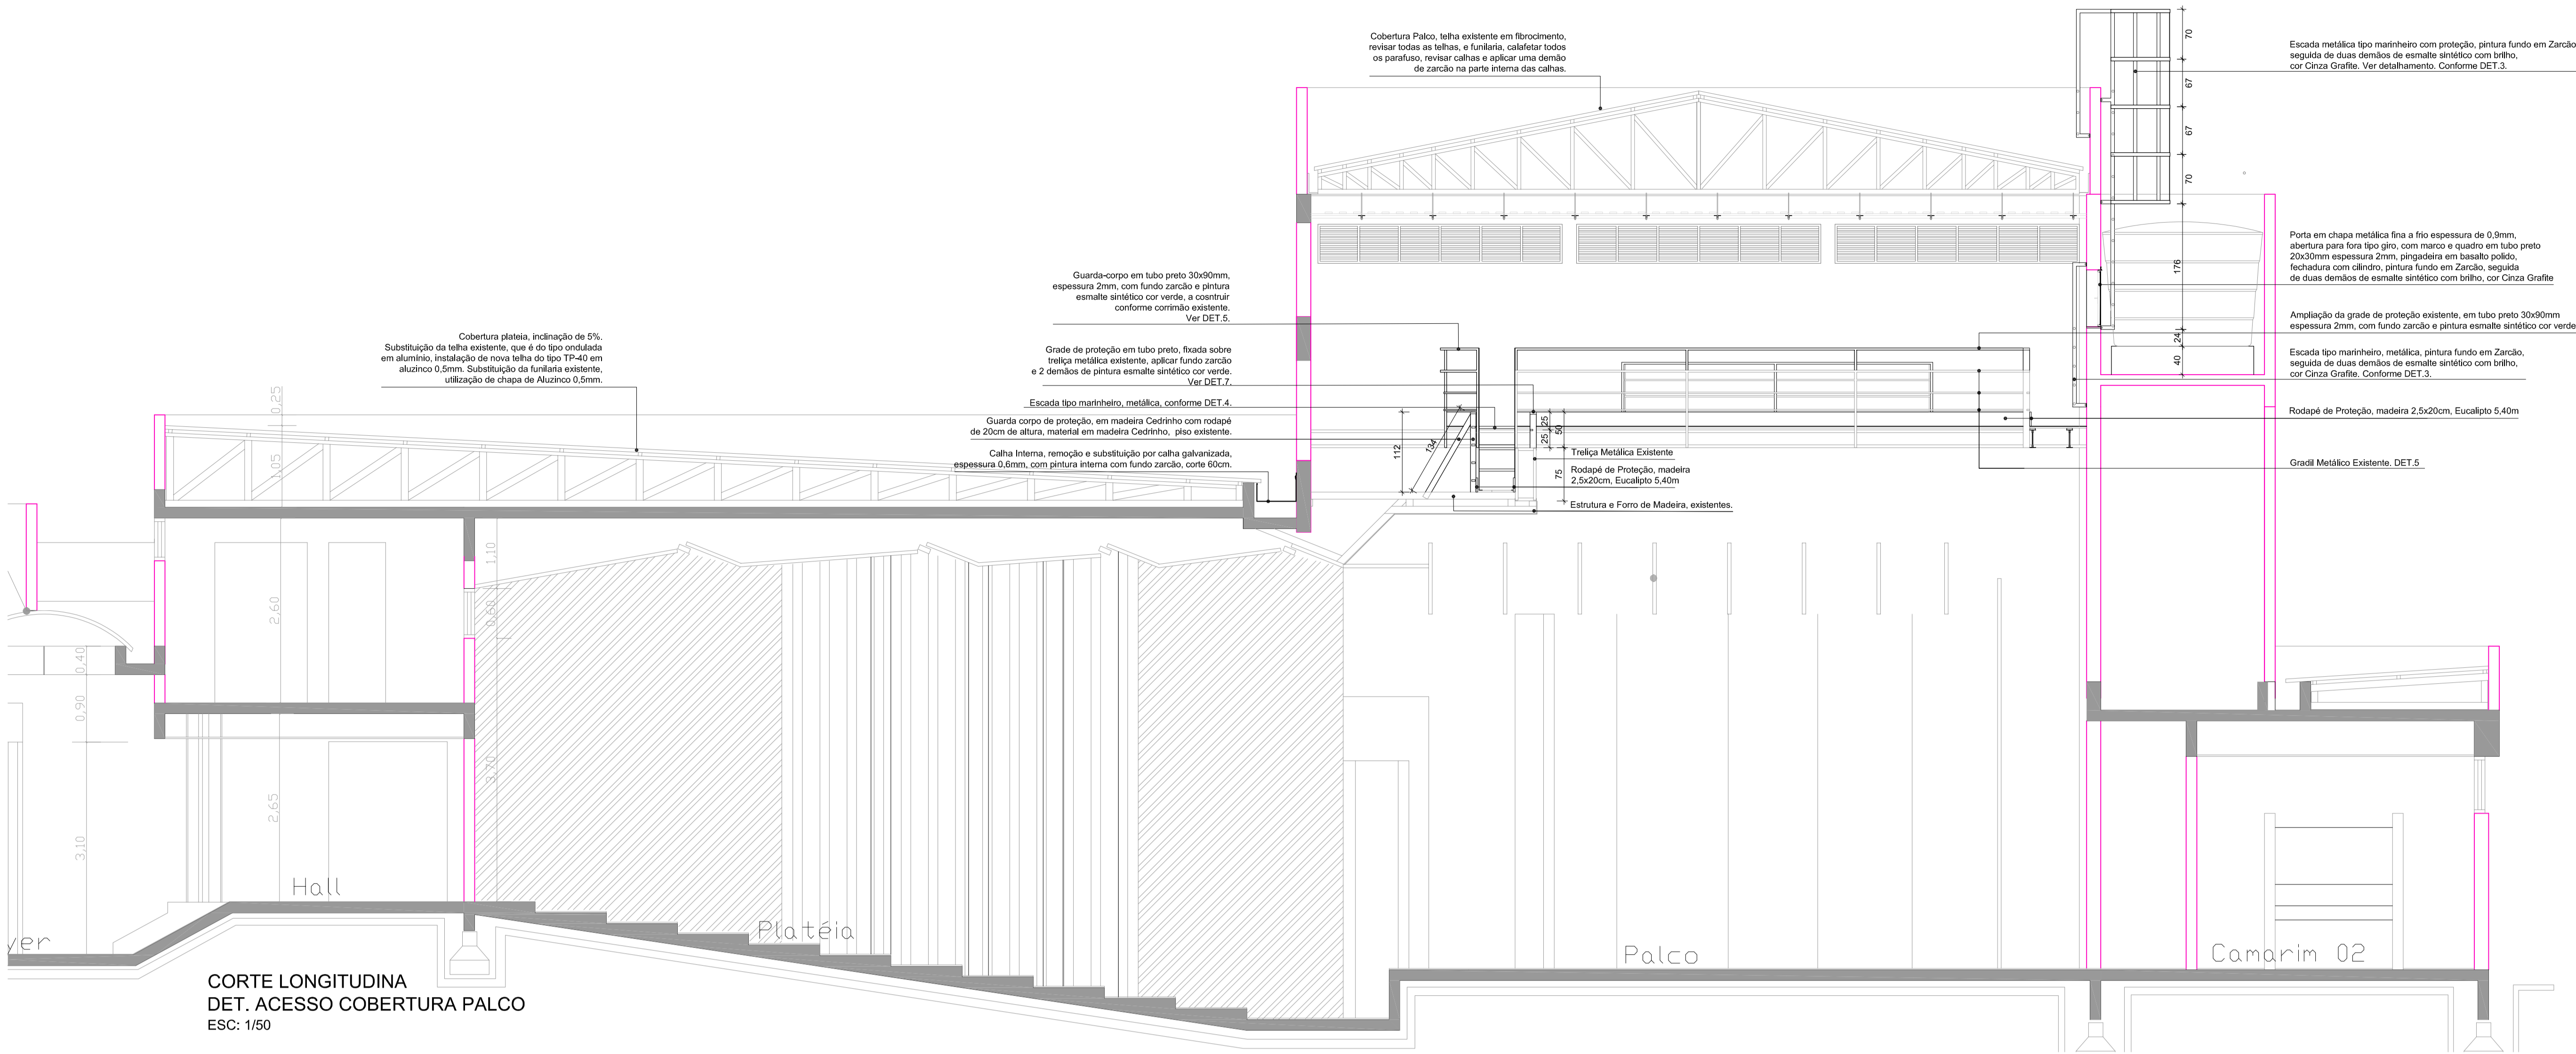 Cobertura Palco, telha existente em fibrocimento,
revisar todas as telhas, e funilaria, calafetar todos
os parafuso, revisar calhas e aplicar uma demão
de zarcão na parte interna das calhas.
70
67
67
70
176
24
40
Escada metálica tipo marinheiro com proteção, pintura fundo em Zarcão
seguida de duas demãos de esmalte sintético com brilho,
cor Cinza Grafite. Ver detalhamento. Conforme DET.3.
Porta em chapa metálica fina a frio espessura de 0,9mm,
abertura para fora tipo giro, com marco e quadro em tubo preto
20x30mm espessura 2mm, pingadeira em basalto polido,
fechadura com cilindro, pintura fundo em Zarcão, seguida
de duas demãos de esmalte sintético com brilho, cor Cinza Grafite
Ampliação da grade de proteção existente, em tubo preto 30x90mm
espessura 2mm, com fundo zarcão e pintura esmalte sintético cor verde
Escada tipo marinheiro, metálica, pintura fundo em Zarcão,
seguida de duas demãos de esmalte sintético com brilho,
cor Cinza Grafite. Conforme DET.3.
Rodapé de Proteção, madeira 2,5x20cm, Eucalipto 5,40m
Gradil Metálico Existente. DET.5
Guarda-corpo em tubo preto 30x90mm,
espessura 2mm, com fundo zarcão e pintura
esmalte sintético cor verde, a cosntruir
conforme corrimão existente.
Ver DET.5.
Grade de proteção em tubo preto, fixada sobre
treliça metálica existente, aplicar fundo zarcão
e 2 demãos de pintura esmalte sintético cor verde.
Ver DET.7.
Escada tipo marinheiro, metálica, conforme DET.4.
Guarda corpo de proteção, em madeira Cedrinho com rodapé
de 20cm de altura, material em madeira Cedrinho, piso existente.
Calha Interna, remoção e substituição por calha galvanizada,
espessura 0,6mm, com pintura interna com fundo zarcão, corte 60cm.
112
134
25
25
50
75
Treliça Metálica Existente
Rodapé de Proteção, madeira
2,5x20cm, Eucalipto 5,40m
Estrutura e Forro de Madeira, existentes.
Cobertura plateia, inclinação de 5%.
Substituição da telha existente, que é do tipo ondulada
em alumínio, instalação de nova telha do tipo TP-40 em
aluzinco 0,5mm. Substituição da funilaria existente,
utilização de chapa de Aluzinco 0,5mm.
0,25
1,05
2,60
2,65
1,10
0,60
3,70
0,40
0,90
3,10
yer
Hall
Platéia
Palco
Camarim 02
CORTE LONGITUDINA
DET. ACESSO COBERTURA PALCO
ESC: 1/50